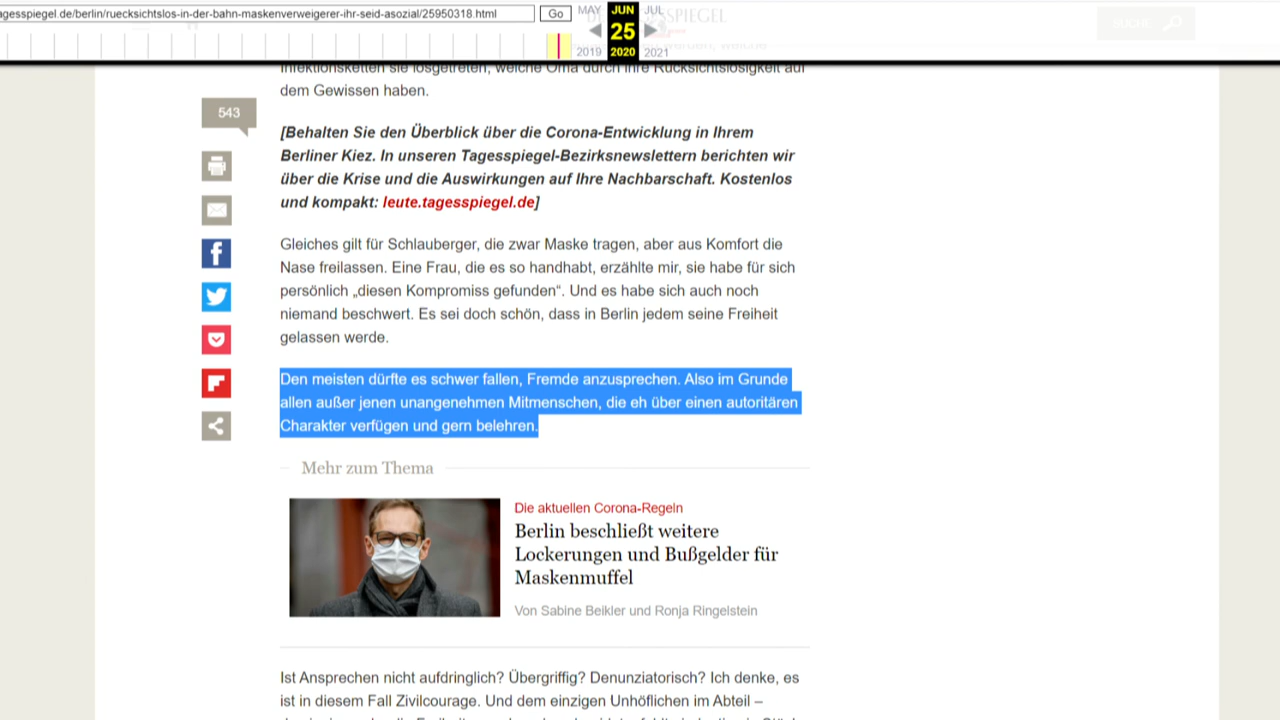 agesspiegel.de/berlin/ruecksichtslos-in-der-bahn-maskenverweigerer-ihr-seid-asozial/25950318.html
Go
MAY JUN JUL
25
2019 2020 2021
SPIEGEL
Infektionsketten sie losgetreten, welche Oma durch ihre Rücksichtslosigkeit auf
dem Gewissen haben.
543
[Behalten Sie den Überblick über die Corona-Entwicklung in Ihrem
Berliner Kiez. In unseren Tagesspiegel-Bezirksnewslettern berichten wir
über die Krise und die Auswirkungen auf Ihre Nachbarschaft. Kostenlos
und kompakt: leute.tagesspiegel.de]
Gleiches gilt für Schlauberger, die zwar Maske tragen, aber aus Komfort die
Nase freilassen. Eine Frau, die es so handhabt, erzählte mir, sie habe für sich
persönlich „diesen Kompromiss gefunden“. Und es habe sich auch noch
niemand beschwert. Es sei doch schön, dass in Berlin jedem seine Freiheit
gelassen werde.
Den meisten dürfte es schwer fallen, Fremde anzusprechen. Also im Grunde
allen außer jenen unangenehmen Mitmenschen, die eh über einen autoritären
Charakter verfügen und gern belehren.
Mehr zum Thema
Die aktuellen Corona-Regeln
Berlin beschließt weitere
Lockerungen und Bußgelder für
Maskenmuffel
Von Sabine Beikler und Ronja Ringelstein
Ist Ansprechen nicht aufdringlich? Übergriffig? Denunziatorisch? Ich denke, es
ist in diesem Fall Zivilcourage. Und dem einzigen Unhöflichen im Abteil –